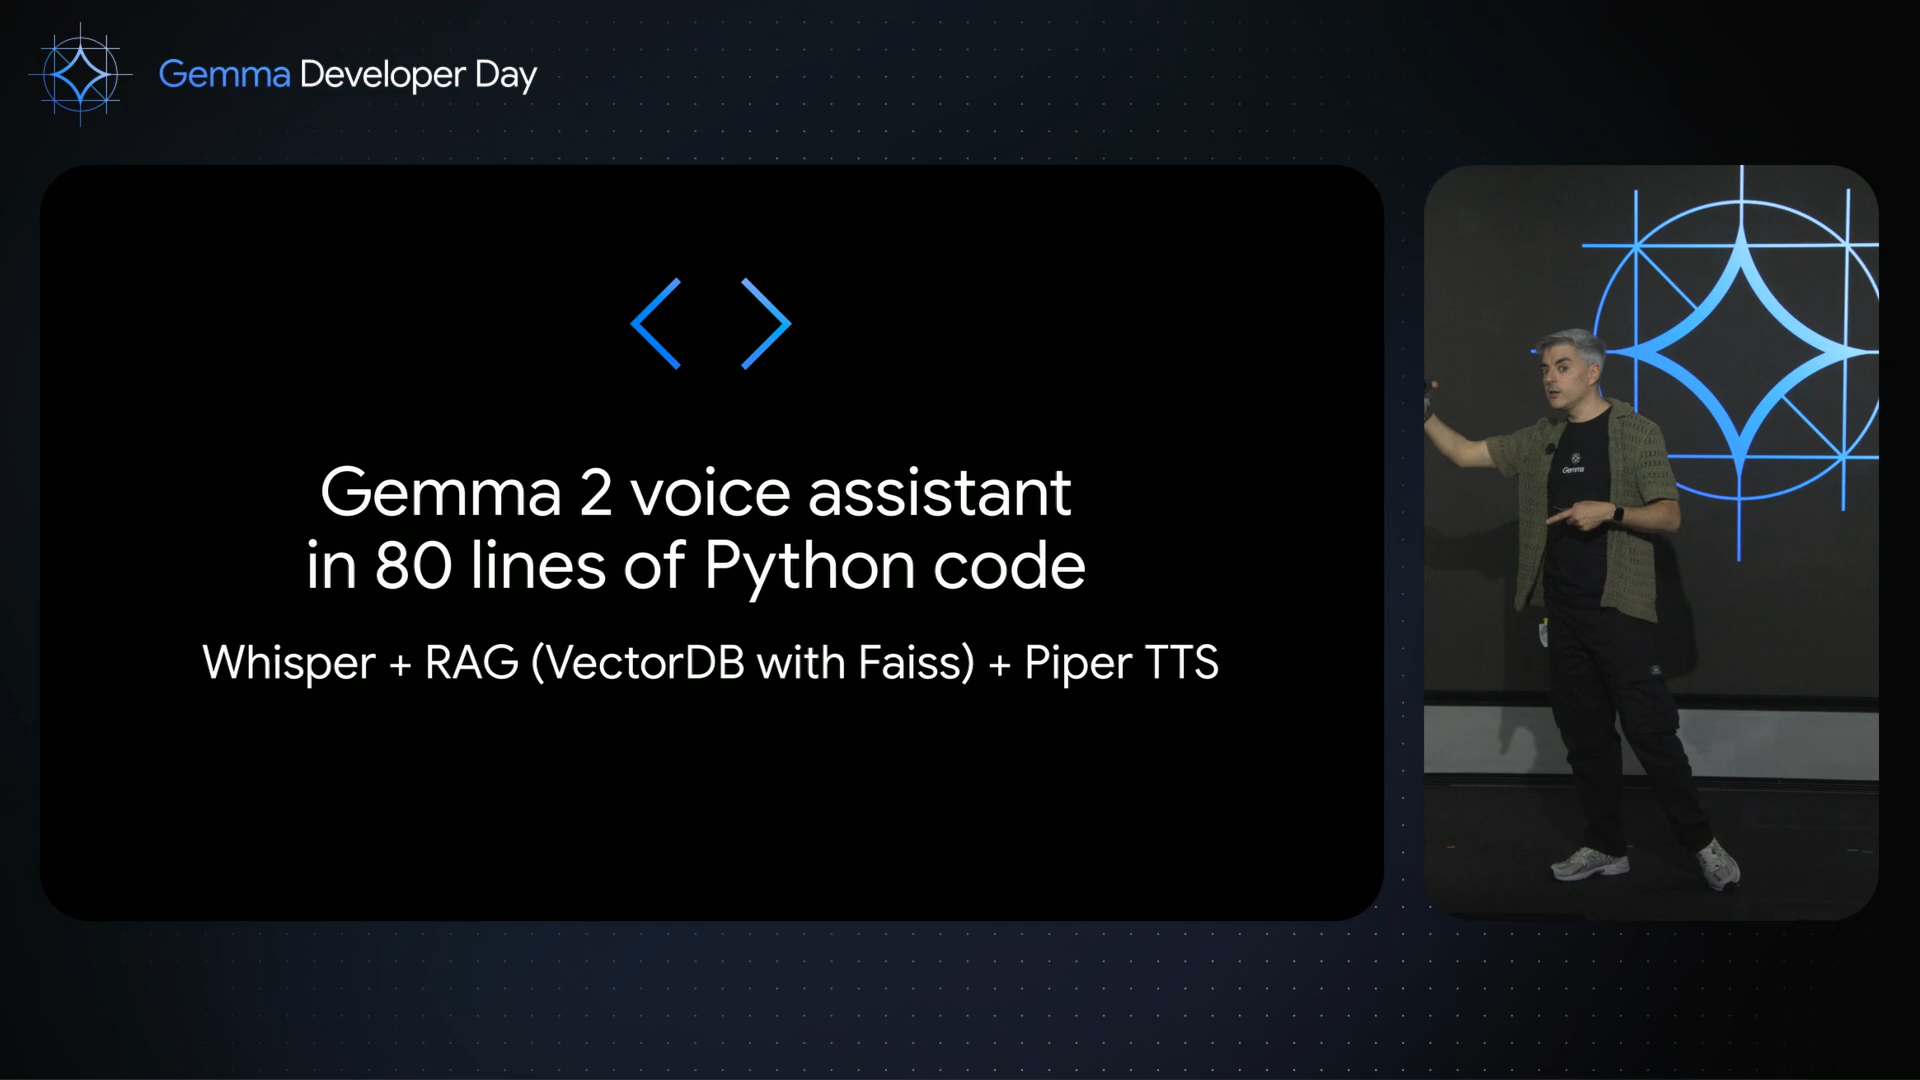 Gemma Developer Day
Gemma 2 voice assistant
in 80 lines of Python code
Whisper + RAG (VectorDB with Faiss) + Piper TTS
Gemma